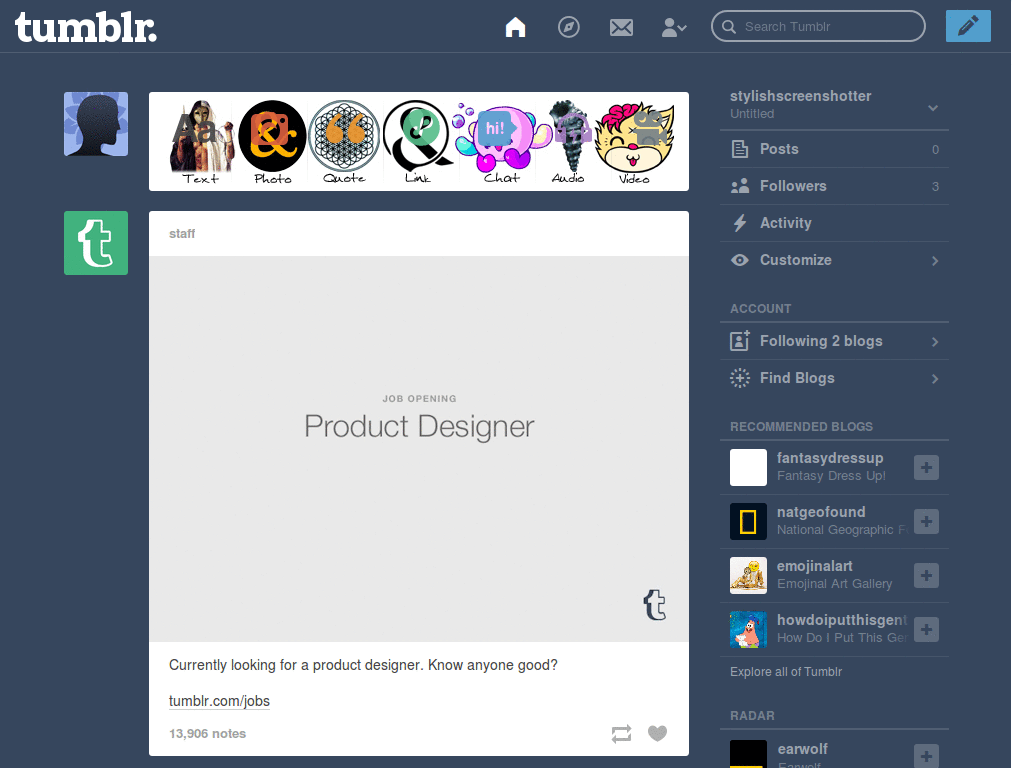 tumblr.
Search Tumblr
Aa
hi!
Text
Photo
Quote
Link
Chat
Audio
Video
staff
JOB OPENING
Product Designer
t
Currently looking for a product designer. Know anyone good?
tumblr.com/jobs
13,906 notes
stylishscreenshotter
Untitled
Posts 0
Followers 3
Activity
Customize
ACCOUNT
Following 2 blogs
Find Blogs
RECOMMENDED BLOGS
fantasydressup
Fantasy Dress Up!
natgeofound
National Geographic
emojinalart
Emojinal Art Gallery
howdoiputthisgent
How Do I Put This
Explore all of Tumblr
RADAR
earwolf
Earwolf